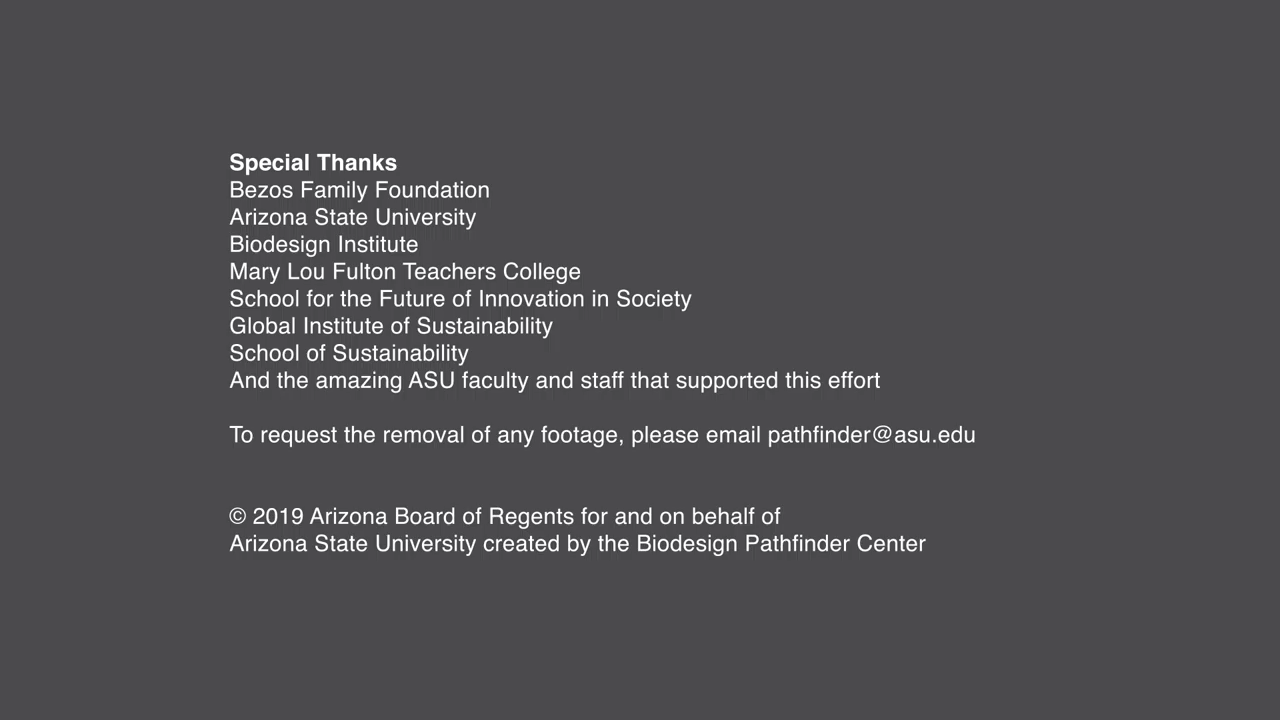 Special Thanks
Bezos Family Foundation
Arizona State University
Biodesign Institute
Mary Lou Fulton Teachers College
School for the Future of Innovation in Society
Global Institute of Sustainability
School of Sustainability
And the amazing ASU faculty and staff that supported this effort
To request the removal of any footage, please email pathfinder@asu.edu
© 2019 Arizona Board of Regents for and on behalf of
Arizona State University created by the Biodesign Pathfinder Center